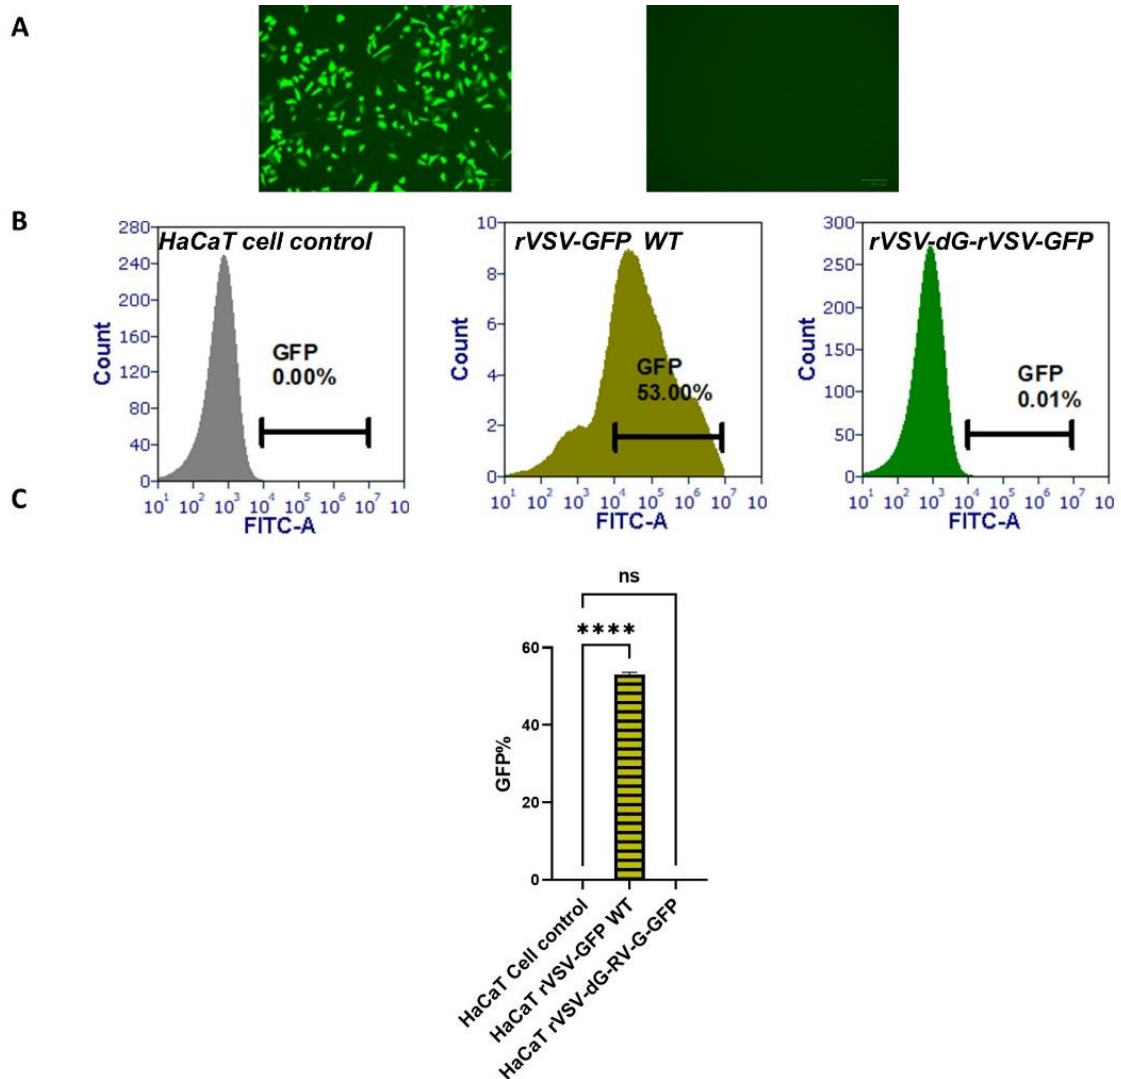 A
B
HaCaT cell control
280
240
200
160
120
80
40
0
Count
GFP
0.00%
10¹ 10² 10³ 10⁴ 10⁵ 10⁶ 10⁷ 10
FITC-A
rVSV-GFP WT
10
8
6
4
2
0
Count
GFP
53.00%
10¹ 10² 10³ 10⁴ 10⁵ 10⁶ 10⁷ 10
FITC-A
rVSV-dG-rVSV-GFP
300
250
200
150
100
50
0
Count
GFP
0.01%
10¹ 10² 10³ 10⁴ 10⁵ 10⁶ 10⁷ 10
FITC-A
C
ns
****
60
40
20
0
GFP%
HaCaT Cell control
HaCaT rVSV-GFP WT
HaCaT rVSV-dG-RV-G-GFP